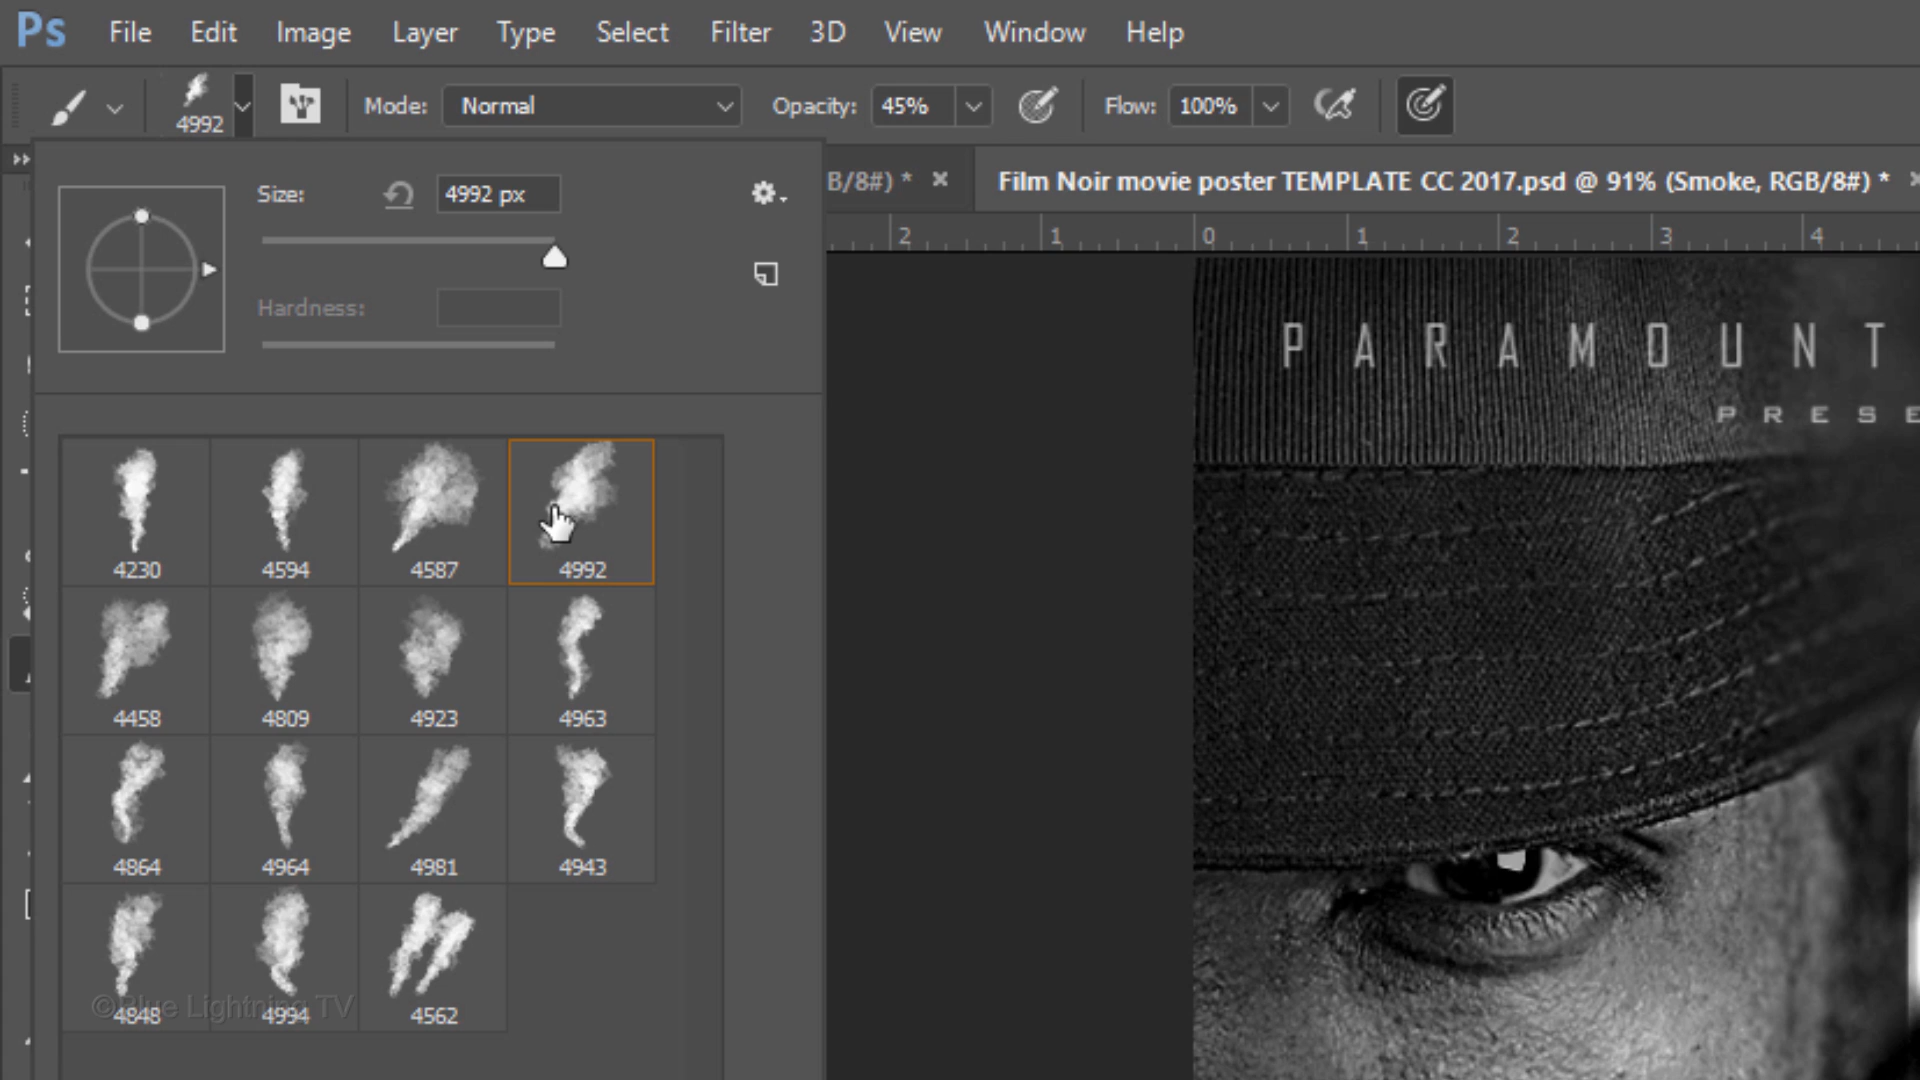 Ps File Edit Image Layer Type Select Filter 3D View Window Help
4992 Mode: Normal Opacity: 45% Flow: 100%
B/8#) * Film Noir movie poster TEMPLATE CC 2017.psd @ 91% (Smoke, RGB/8#) *
Size: 4992 px
2 1 0 1 2 3 4
Hardness:
PARAMOUNT
PRESE
4230 4594 4587 4992
4458 4809 4923 4963
4864 4964 4981 4943
©Blue Lightning TV
4848 4994 4562